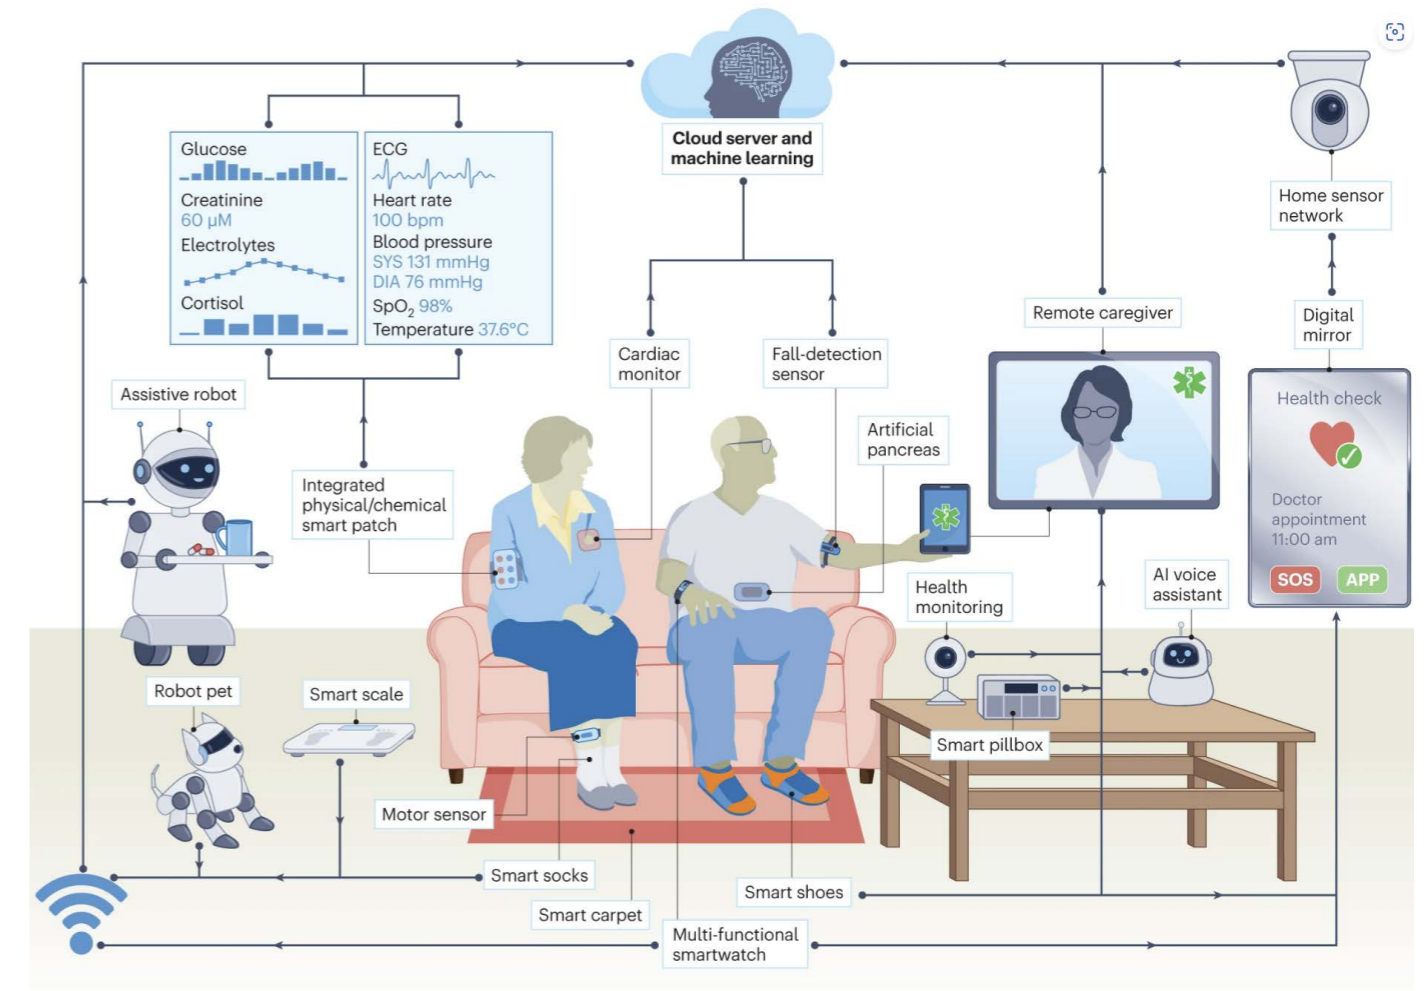 Cloud server and
machine learning
Glucose
Creatinine
60 µM
Electrolytes
Cortisol
ECG
Heart rate
100 bpm
Blood pressure
SYS 131 mmHg
DIA 76 mmHg
SpO₂ 98%
Temperature 37.6°C
Home sensor
network
Remote caregiver
Digital
mirror
Cardiac
monitor
Fall-detection
sensor
Assistive robot
Artificial
pancreas
Integrated
physical/chemical
smart patch
Health check
Doctor
appointment
11:00 am
SOS
APP
Health
monitoring
AI voice
assistant
Robot pet
Smart scale
Smart pillbox
Motor sensor
Smart socks
Smart carpet
Smart shoes
Multi-functional
smartwatch